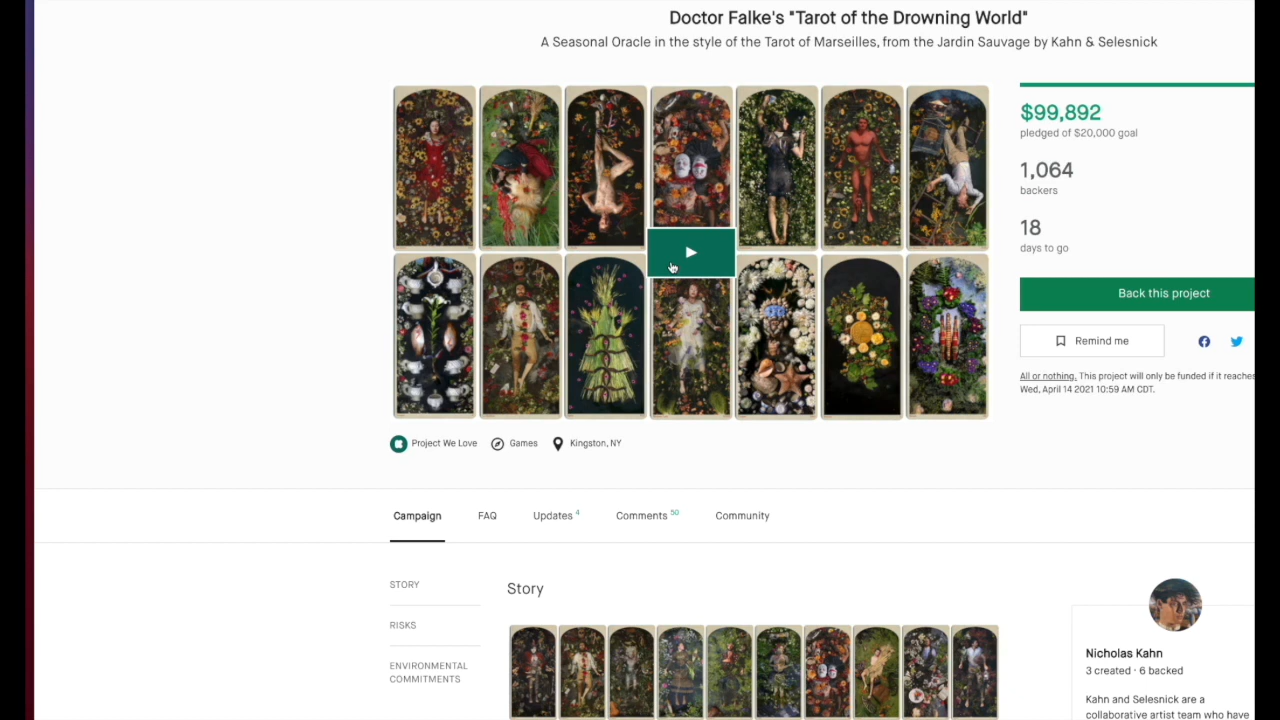 Doctor Falke's "Tarot of the Drowning World"
A Seasonal Oracle in the style of the Tarot of Marseilles, from the Jardin Sauvage by Kahn & Selesnick
$99,892
pledged of $20,000 goal
1,064
backers
18
days to go
Back this project
Remind me
All or nothing. This project will only be funded if it reaches
Wed, April 14 2021 10:59 AM CDT.
Project We Love
Games
Kingston, NY
Campaign
FAQ
Updates 4
Comments 50
Community
STORY
RISKS
ENVIRONMENTAL
COMMITMENTS
Story
Nicholas Kahn
3 created · 6 backed
Kahn and Selesnick are a
collaborative artist team who have